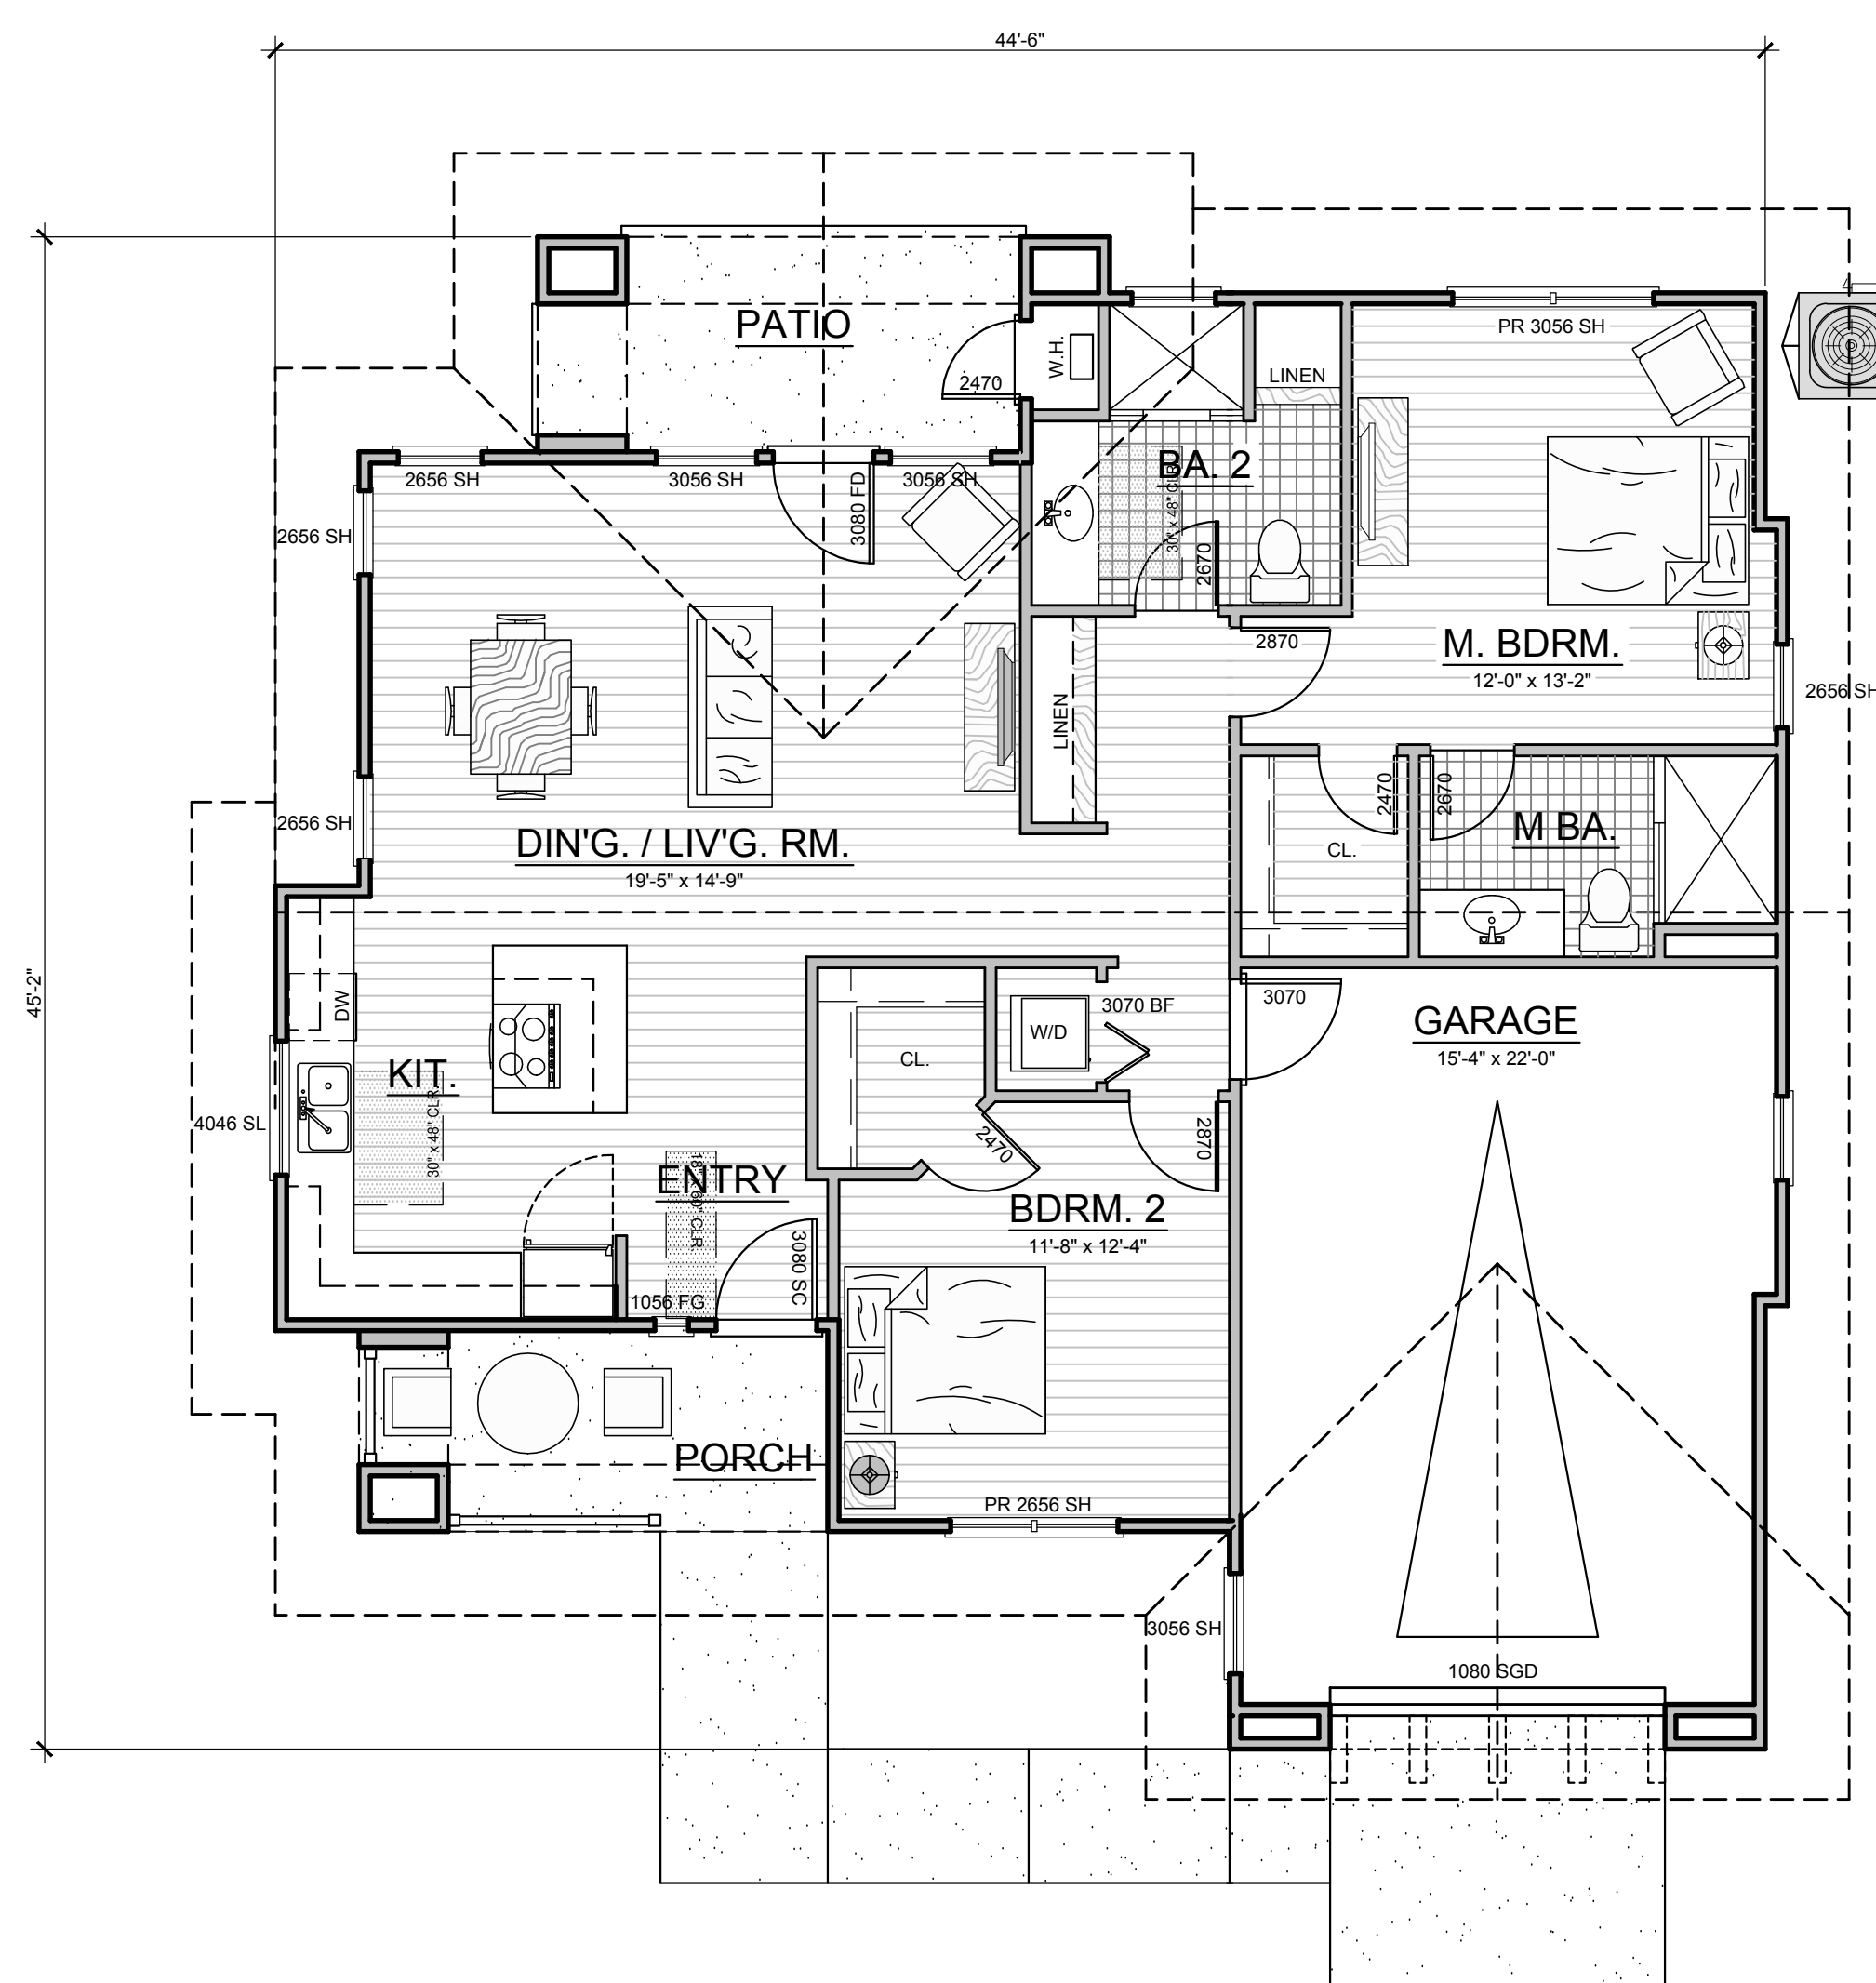 44'-6"
45'-2"
PATIO
2470
W.H.
LINEN
PR 3056 SH
2656 SH
3056 SH
3056 SH
3080 FD
2656 SH
BA. 2
30" x 48" CLR.
2670
2870
M. BDRM.
12'-0" x 13'-2"
2656 SH
LINEN
2656 SH
DIN'G. / LIV'G. RM.
19'-5" x 14'-9"
CL.
2470
2670
M BA.
DW
KIT.
30" x 48" CLR.
4046 SL
CL.
W/D
3070 BF
3070
GARAGE
15'-4" x 22'-0"
2470
2870
ENTRY
CLR.
BDRM. 2
11'-8" x 12'-4"
3080 SC
1056 FG
PORCH
PR 2656 SH
3056 SH
1080 SGD